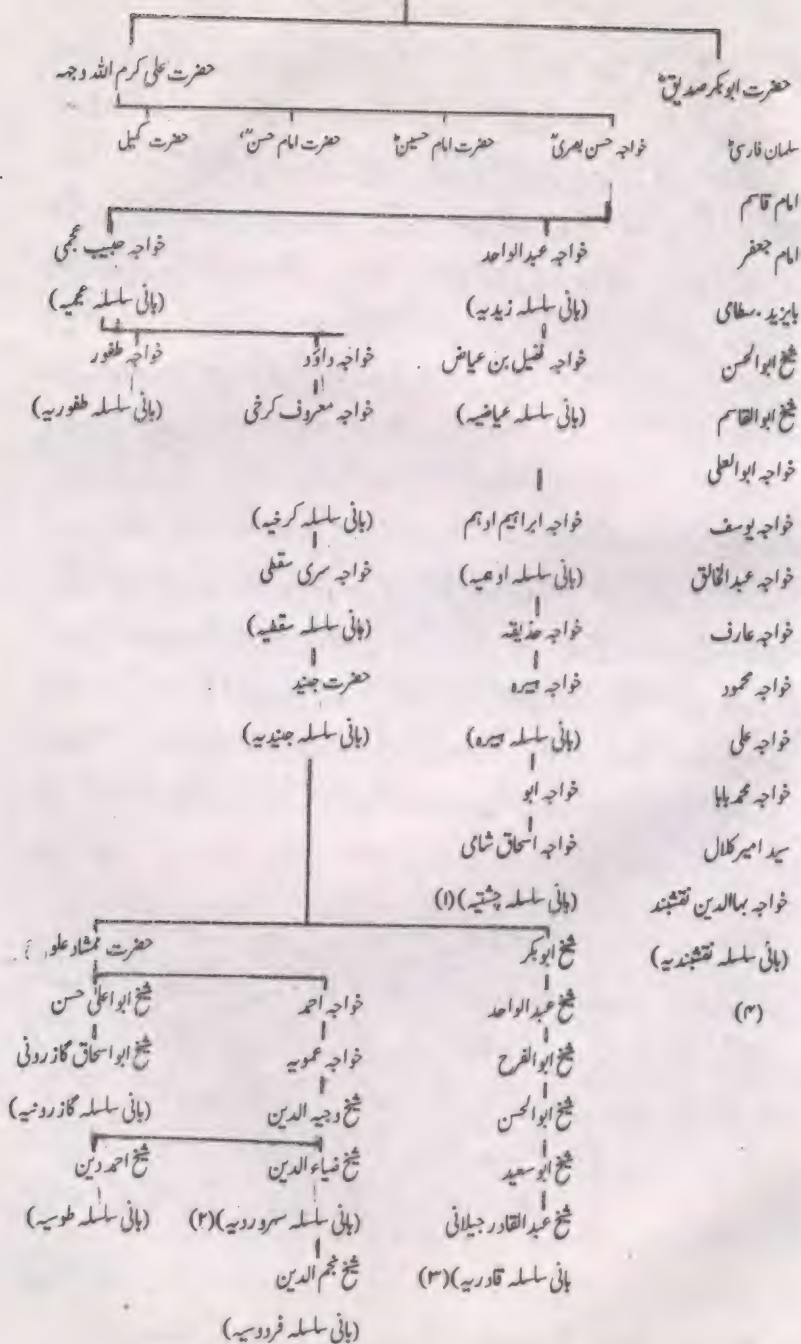 حضرت ابوبکر صدیقؓ حضرت علی کرم اللہ وجہہ
سلمان فارسیؓ خواجہ حسن بصریؒ حضرت امام حسینؓ حضرت امام حسنؓ حضرت کمیل
امام قاسم
امام جعفر خواجہ عبدالواحد خواجہ حبیب عجمی
بایزید بسطامی (بانی سلسلہ زیدیہ) (بانی سلسلہ عجمیہ)
شیخ ابوالحسن خواجہ فضیل بن عیاض خواجہ داؤد خواجہ طفور
شیخ ابوالقاسم (بانی سلسلہ عیاضیہ) خواجہ معروف کرخی (بانی سلسلہ طفوریہ)
خواجہ ابوالعلی
خواجہ یوسف خواجہ ابراہیم ادہم (بانی سلسلہ کرخیہ)
خواجہ عبدالخالق (بانی سلسلہ ادھمیہ) خواجہ سری سقطی
خواجہ عارف خواجہ حذیقہ (بانی سلسلہ سقطیہ)
خواجہ محمود خواجہ ہبیرہ حضرت جنید
خواجہ علی (بانی سلسلہ ہبیرہ) (بانی سلسلہ جنیدیہ)
خواجہ محمد بابا خواجہ ابو
سید امیر کلال خواجہ اسحاق شامی
خواجہ بہاالدین نقشبند (بانی سلسلہ چشتیہ)(۱)
(بانی سلسلہ نقشبندیہ) شیخ ابوبکر حضرت ممشاد علو
(۴) شیخ عبدالواحد خواجہ احمد شیخ ابواعلیٰ حسن
شیخ ابوالفرح خواجہ عمویہ شیخ ابواسحاق گازرونی
شیخ ابوالحسن شیخ وجیہ الدین (بانی سلسلہ گازرونیہ)
شیخ ابوسعید شیخ ضیاء الدین شیخ احمد دین
شیخ عبدالقادر جیلانی (بانی سلسلہ سہروردیہ)(۲) (بانی سلسلہ طوسیہ)
بانی سلسلہ قادریہ)(۳) شیخ نجم الدین
(بانی سلسلہ فردوسیہ)